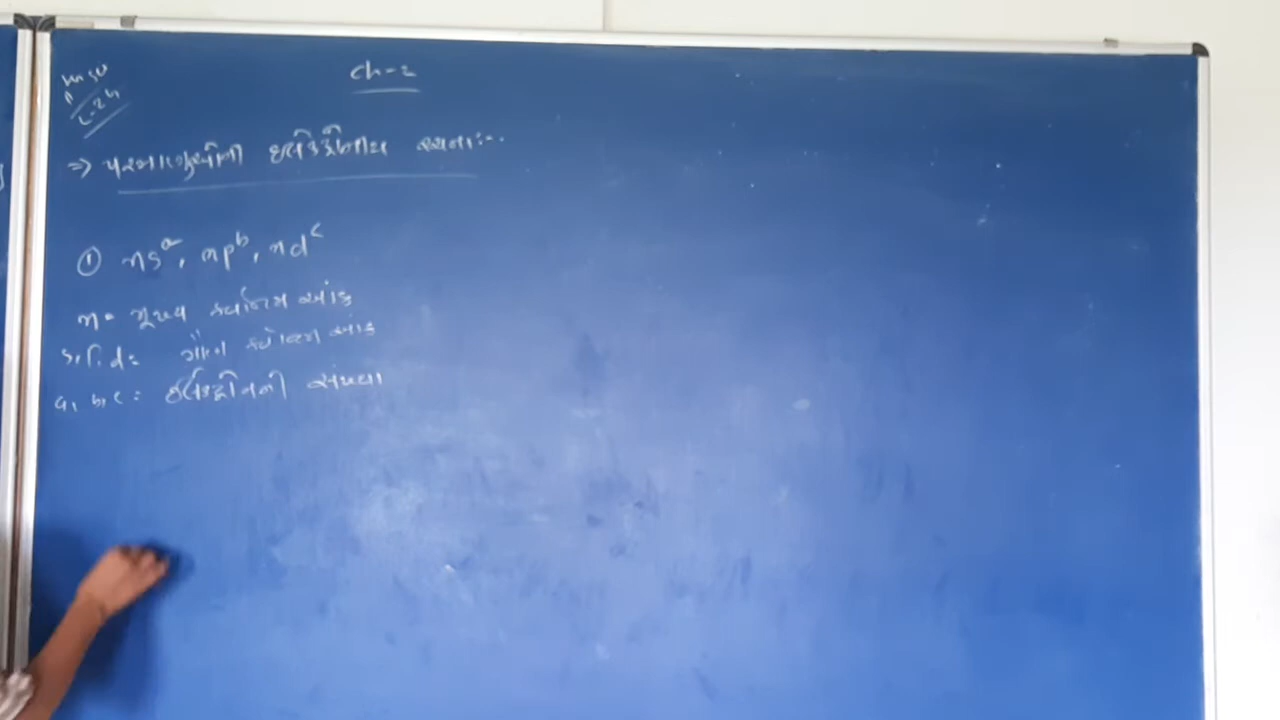 Ch-2
=> પરમાણુઓની ઇલેક્ટ્રોનીય રચના:-
① ns^a, np^b, nd^c
n = મુખ્ય ક્વોન્ટમ આંક
s, p, d = ગૌણ ક્વોન્ટમ આંક
a, b, c = ઇલેક્ટ્રોનની સંખ્યા